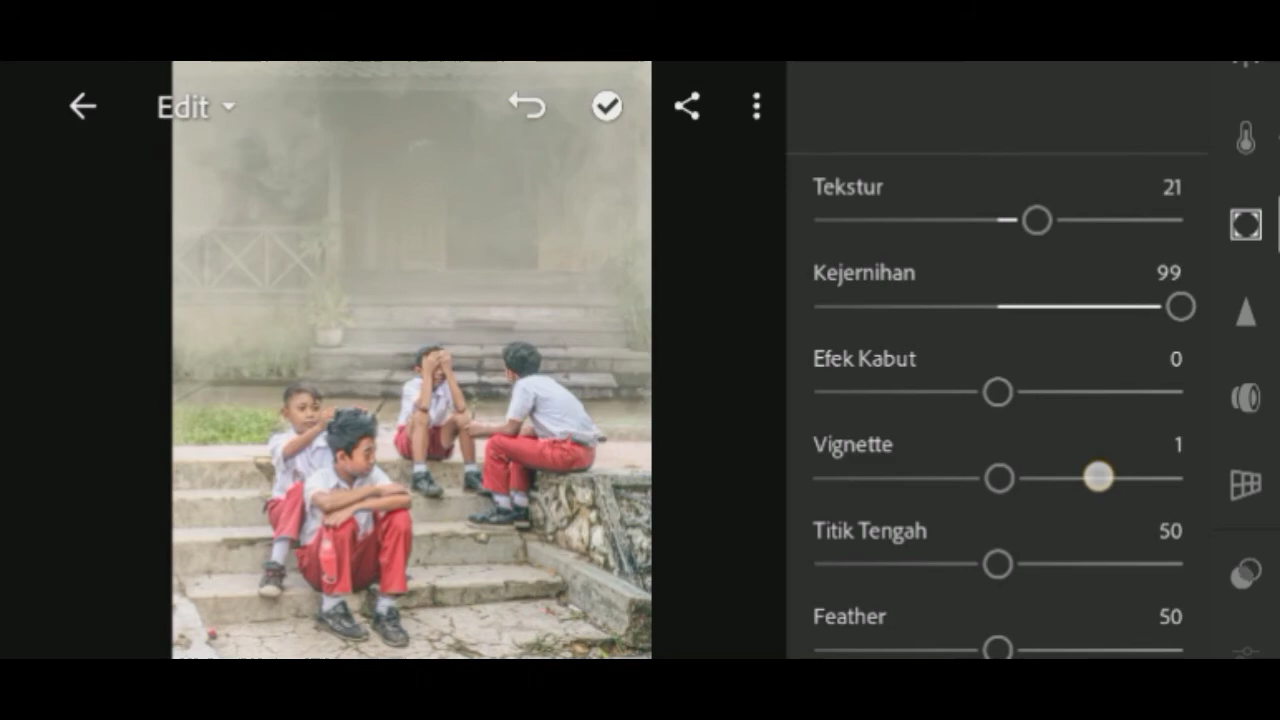 Edit
Tekstur 21
Kejernihan 99
Efek Kabut 0
Vignette 1
Titik Tengah 50
Feather 50